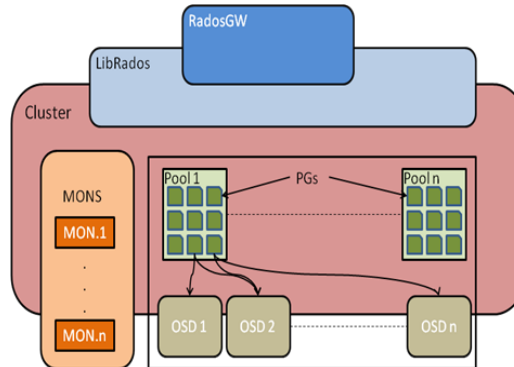 RadosGW
LibRados
Cluster
MONS
MON.1
.
.
.
MON.n
Pool 1
PGs
Pool n
OSD 1
OSD 2
OSD n